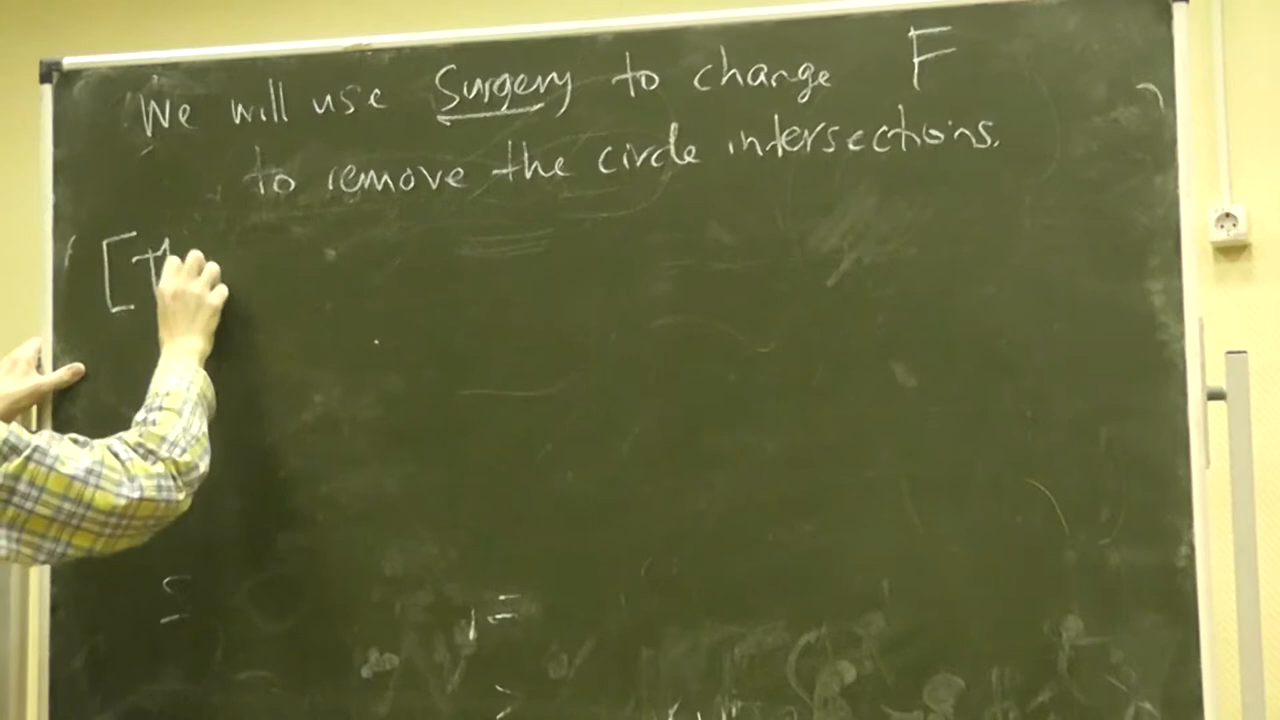 We will use Surgery to change F
to remove the circle intersections.
[T